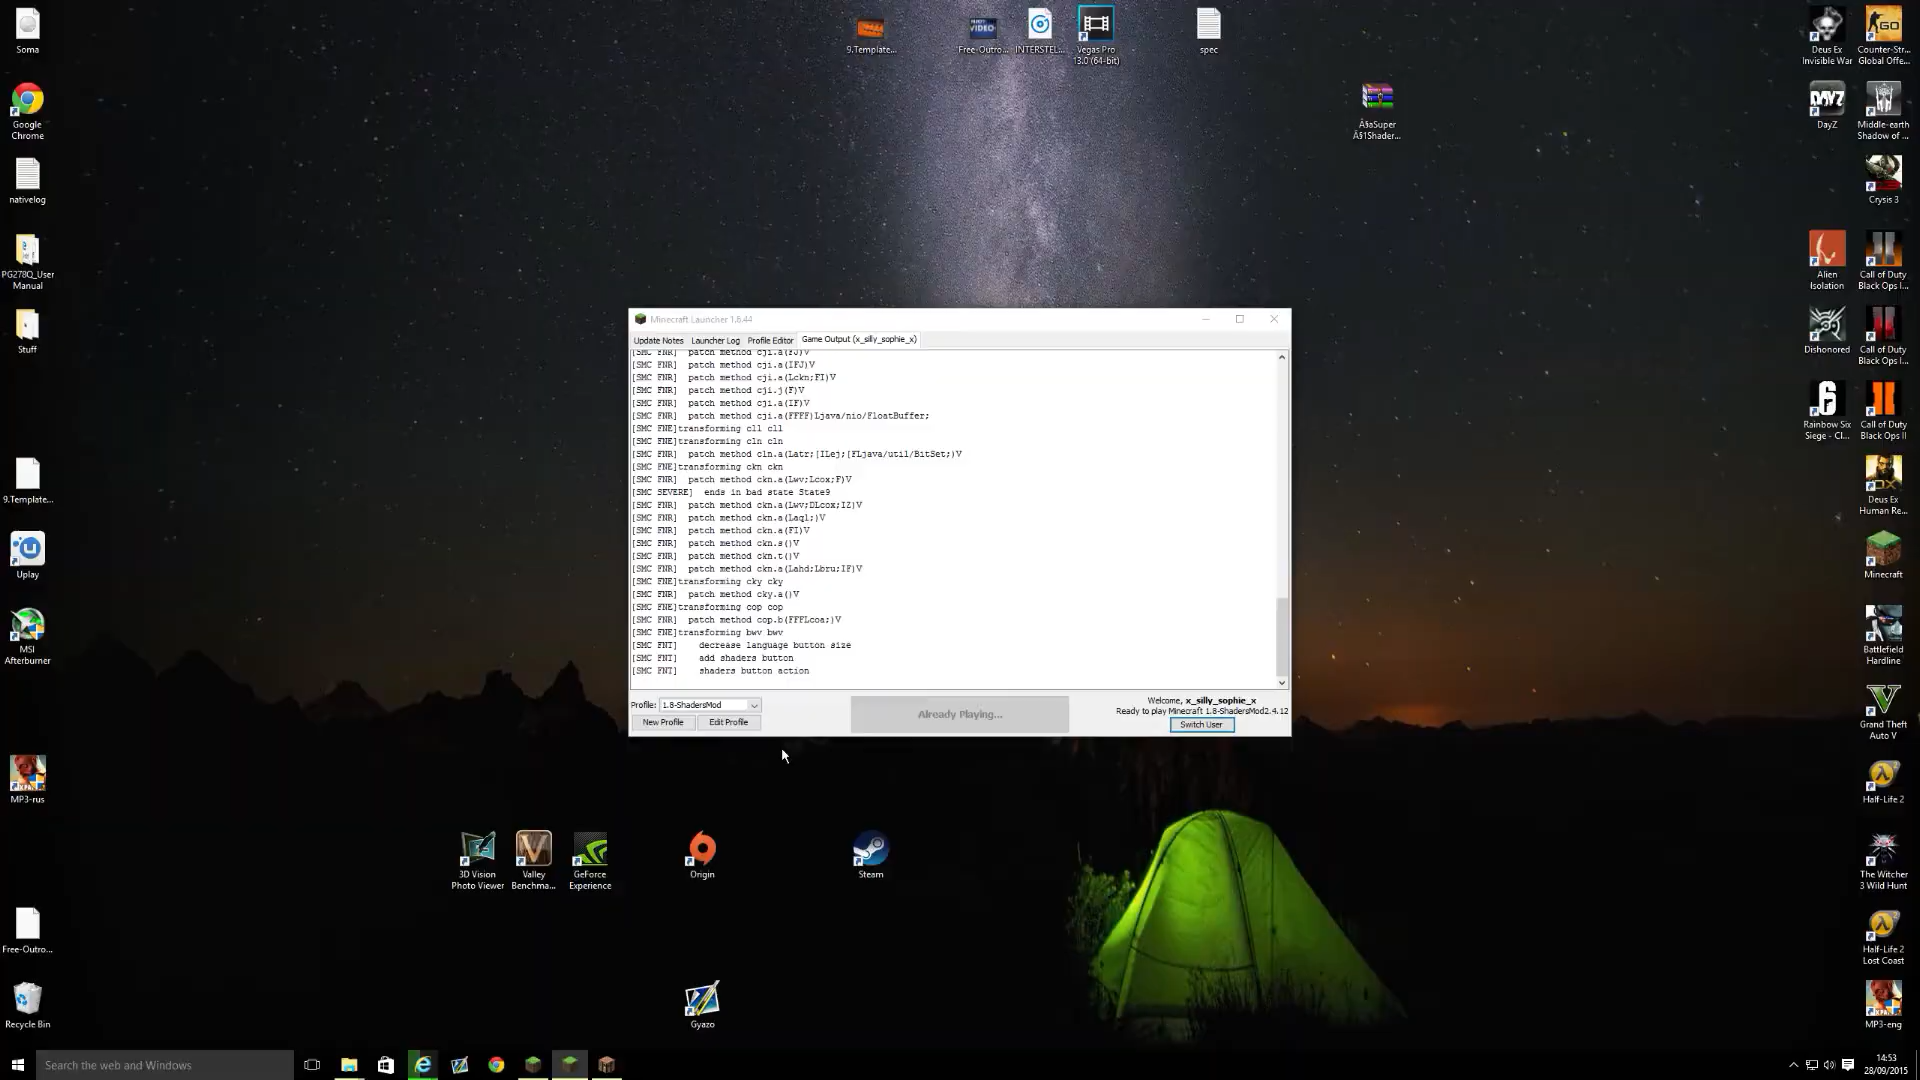 Soma
Google
Chrome
nativelog
PG278Q_User
Manual
Stuff
9.Template...
Uplay
MSI
Afterburner
MP3-rus
Free-Outro...
Recycle Bin
9.Template...
Free-Outro...
INTERSTEL...
Vegas Pro
13.0 (64-bit)
spec
Â§aSuper
Â§1Shader...
Minecraft Launcher 1.6.44
Update Notes
Launcher Log
Profile Editor
Game Output (x_silly_sophie_x)
[SMC FNR]  patch method cji.a(FJ)V
[SMC FNR]  patch method cji.a(IFJ)V
[SMC FNR]  patch method cji.a(Lckn;FI)V
[SMC FNR]  patch method cji.j(F)V
[SMC FNR]  patch method cji.a(IF)V
[SMC FNR]  patch method cji.a(FFFF)Ljava/nio/FloatBuffer;
[SMC FNE]transforming cll cll
[SMC FNE]transforming cln cln
[SMC FNR]  patch method cln.a(Latr;[ILej;[FLjava/util/BitSet;)V
[SMC FNE]transforming ckn ckn
[SMC FNR]  patch method ckn.a(Lwv;Lcox;F)V
[SMC SEVERE]  ends in bad state State9
[SMC FNR]  patch method ckn.a(Lwv;DLcox;IZ)V
[SMC FNR]  patch method ckn.a(Laql;)V
[SMC FNR]  patch method ckn.a(FI)V
[SMC FNR]  patch method ckn.s()V
[SMC FNR]  patch method ckn.t()V
[SMC FNR]  patch method ckn.a(Lahd;Lbru;IF)V
[SMC FNE]transforming cky cky
[SMC FNR]  patch method cky.a()V
[SMC FNE]transforming cop cop
[SMC FNR]  patch method cop.b(FFFLcoa;)V
[SMC FNE]transforming bwv bwv
[SMC FNT]    decrease language button size
[SMC FNT]    add shaders button
[SMC FNT]    shaders button action
Profile: 1.8-ShadersMod
New Profile
Edit Profile
Already Playing...
Welcome, x_silly_sophie_x
Ready to play Minecraft 1.8-ShadersMod2.4.12
Switch User
3D Vision
Photo Viewer
Valley
Benchma...
GeForce
Experience
Origin
Steam
Gyazo
Deus Ex
Invisible War
Counter-Str...
Global Offe...
DAYZ
DayZ
Middle-earth
Shadow of ...
Crysis 3
Alien
Isolation
Call of Duty
Black Ops I...
Dishonored
Call of Duty
Black Ops I...
Rainbow Six
Siege - Cl...
Call of Duty
Black Ops II
Deus Ex
Human Re...
Minecraft
Battlefield
Hardline
Grand Theft
Auto V
Half-Life 2
The Witcher
3 Wild Hunt
Half-Life 2
Lost Coast
MP3-eng
Search the web and Windows
14:53
28/09/2015